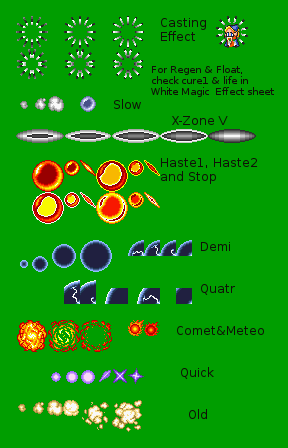 Casting
Effect
For Regen & Float,
check cure1 & life in
White Magic Effect sheet
Slow
X-Zone V
Haste1, Haste2
and Stop
Demi
Quatr
Comet&Meteo
Quick
Old